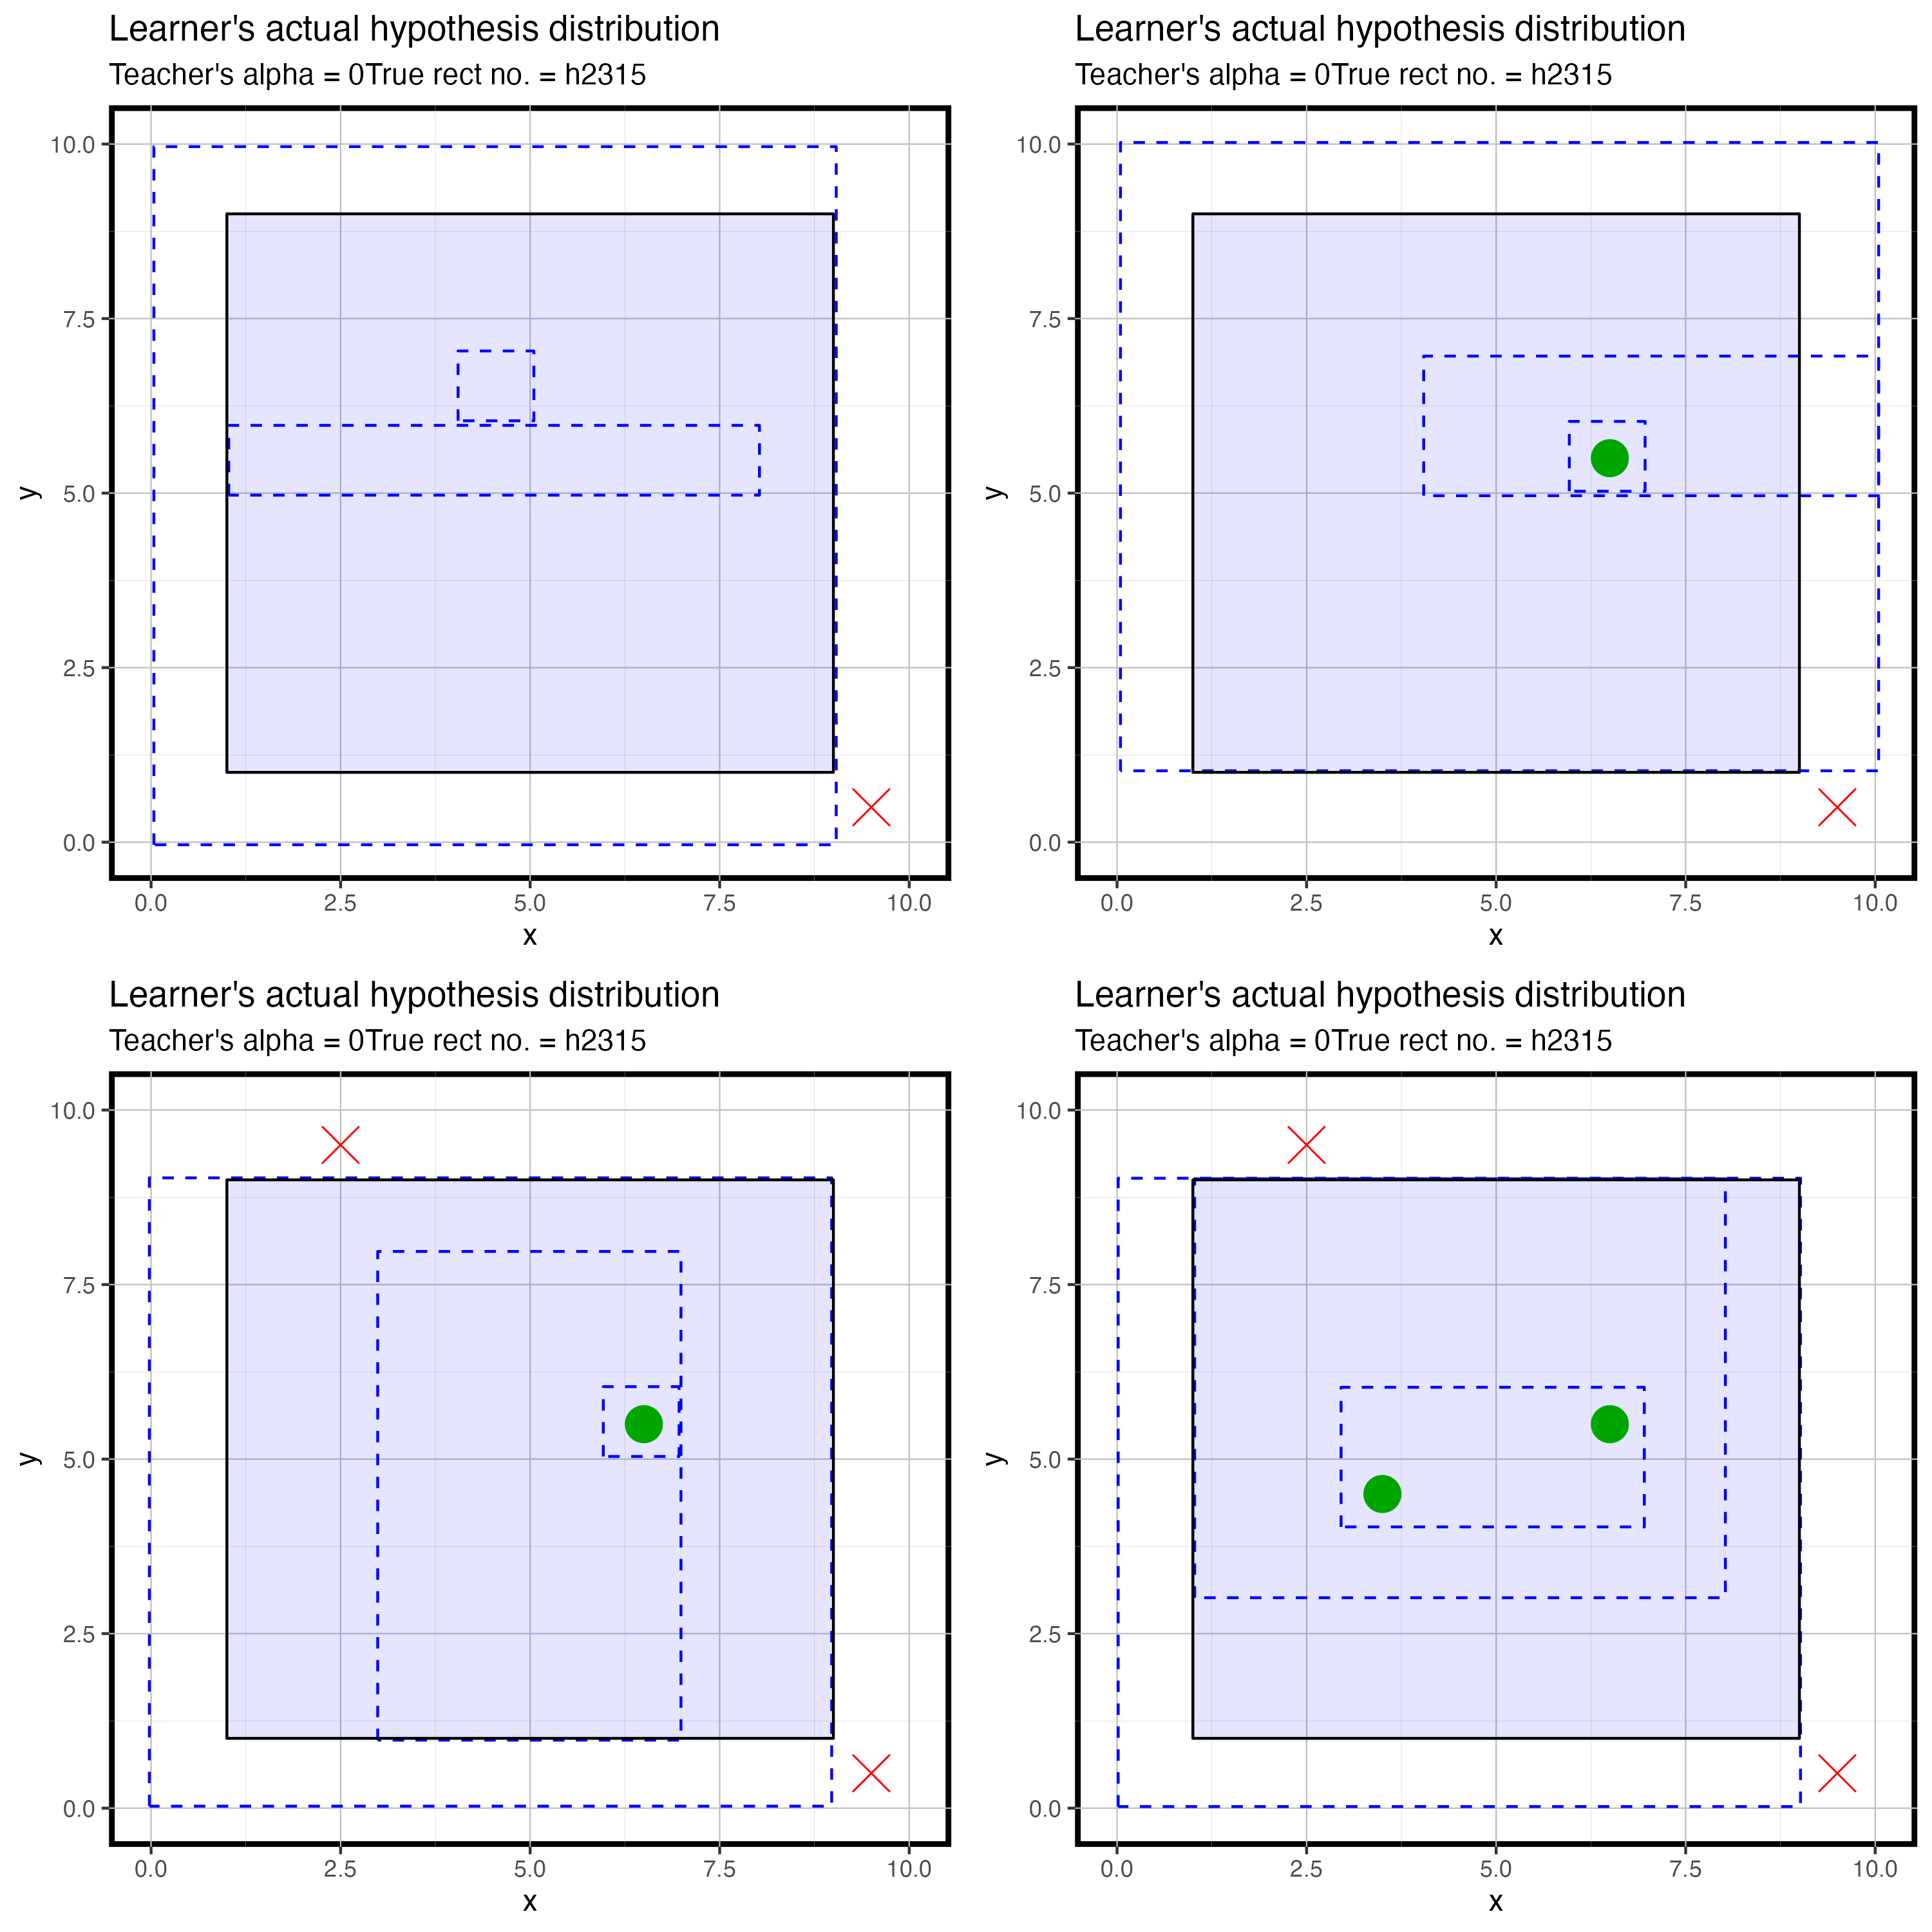 Learner's actual hypothesis distribution
Teacher's alpha = 0True rect no. = h2315
10.0
7.5
5.0
2.5
0.0
y
0.0 2.5 5.0 7.5 10.0
x
Learner's actual hypothesis distribution
Teacher's alpha = 0True rect no. = h2315
10.0
7.5
5.0
2.5
0.0
y
0.0 2.5 5.0 7.5 10.0
x
Learner's actual hypothesis distribution
Teacher's alpha = 0True rect no. = h2315
10.0
7.5
5.0
2.5
0.0
y
0.0 2.5 5.0 7.5 10.0
x
Learner's actual hypothesis distribution
Teacher's alpha = 0True rect no. = h2315
10.0
7.5
5.0
2.5
0.0
y
0.0 2.5 5.0 7.5 10.0
x